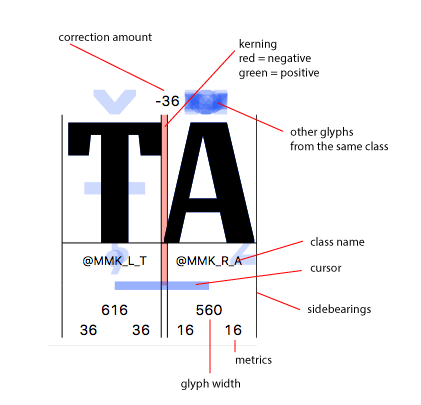 correction amount
kerning
red = negative
green = positive
-36
other glyphs
from the same class
TA
@MMK_L_T @MMK_R_A
class name
cursor
sidebearings
616 560
36 36 16 16
metrics
glyph width